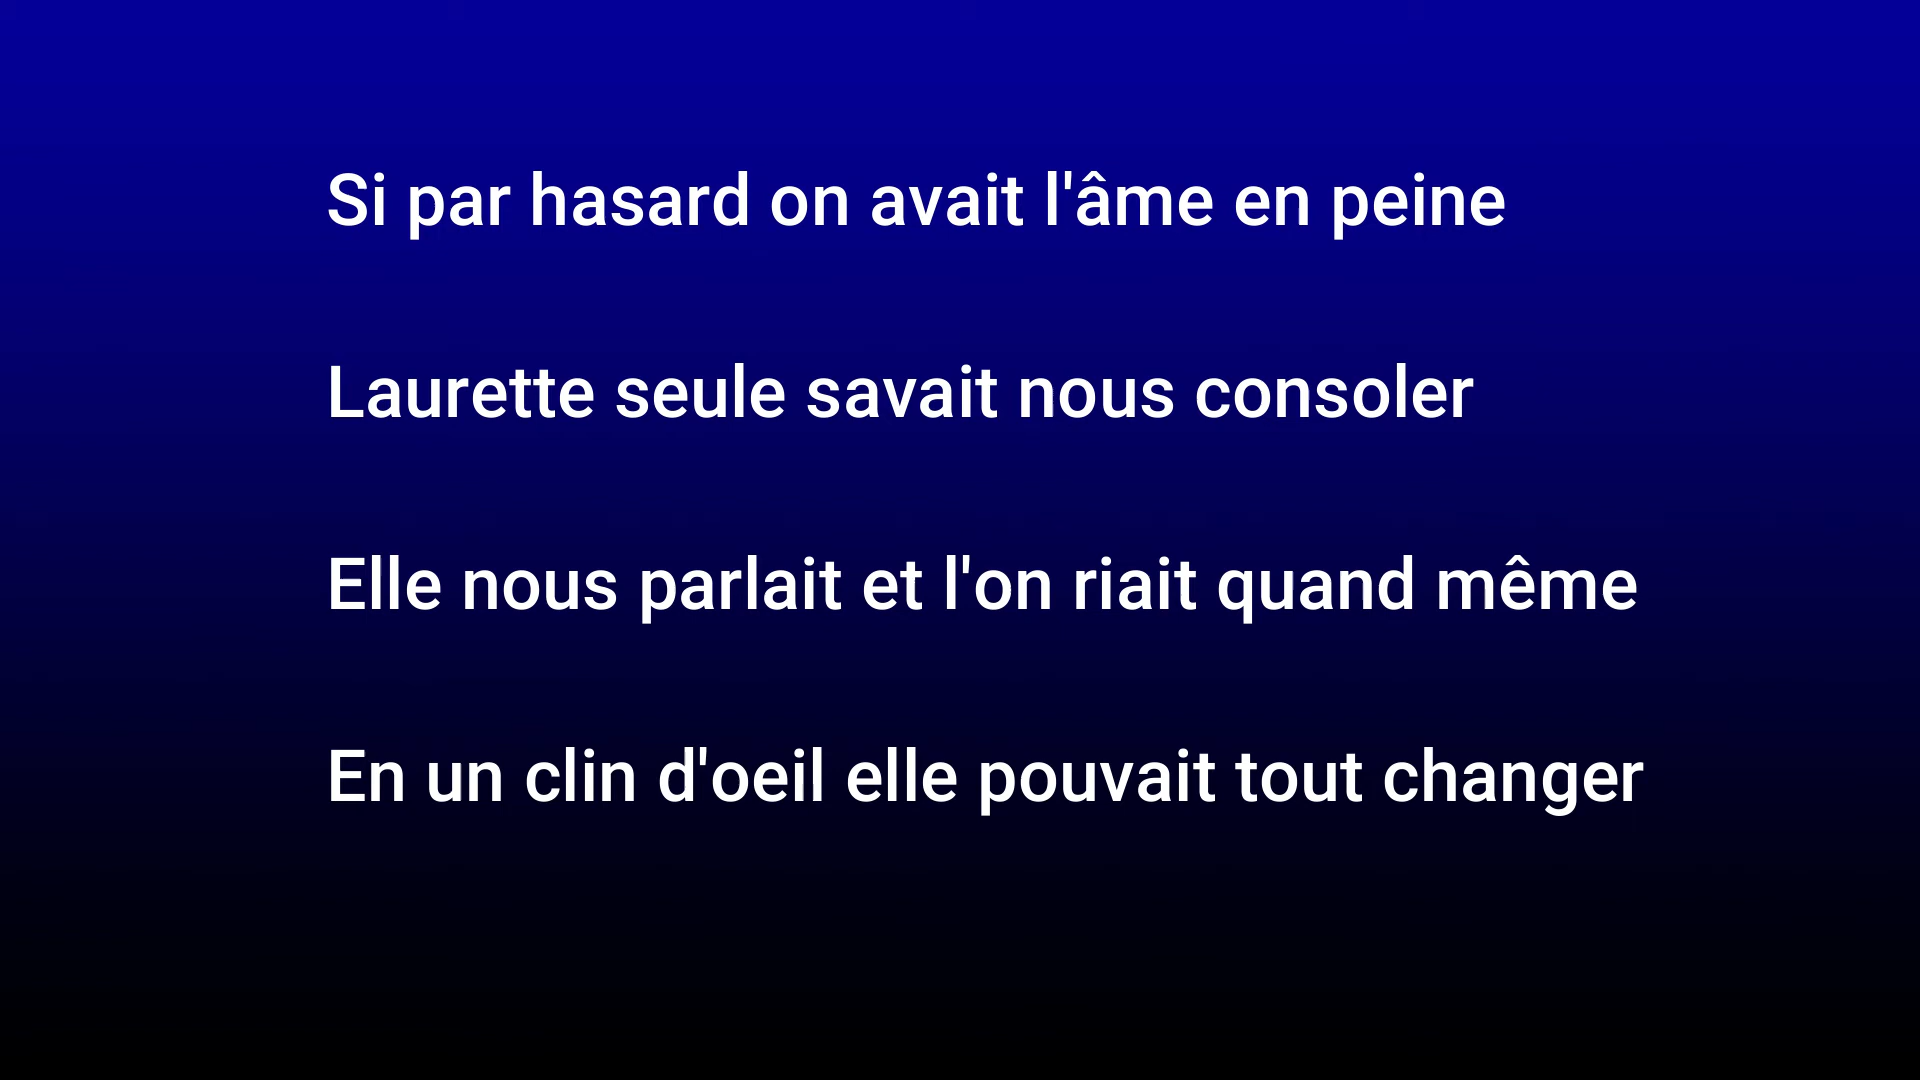 Si par hasard on avait l'âme en peine
Laurette seule savait nous consoler
Elle nous parlait et l'on riait quand même
En un clin d'oeil elle pouvait tout changer